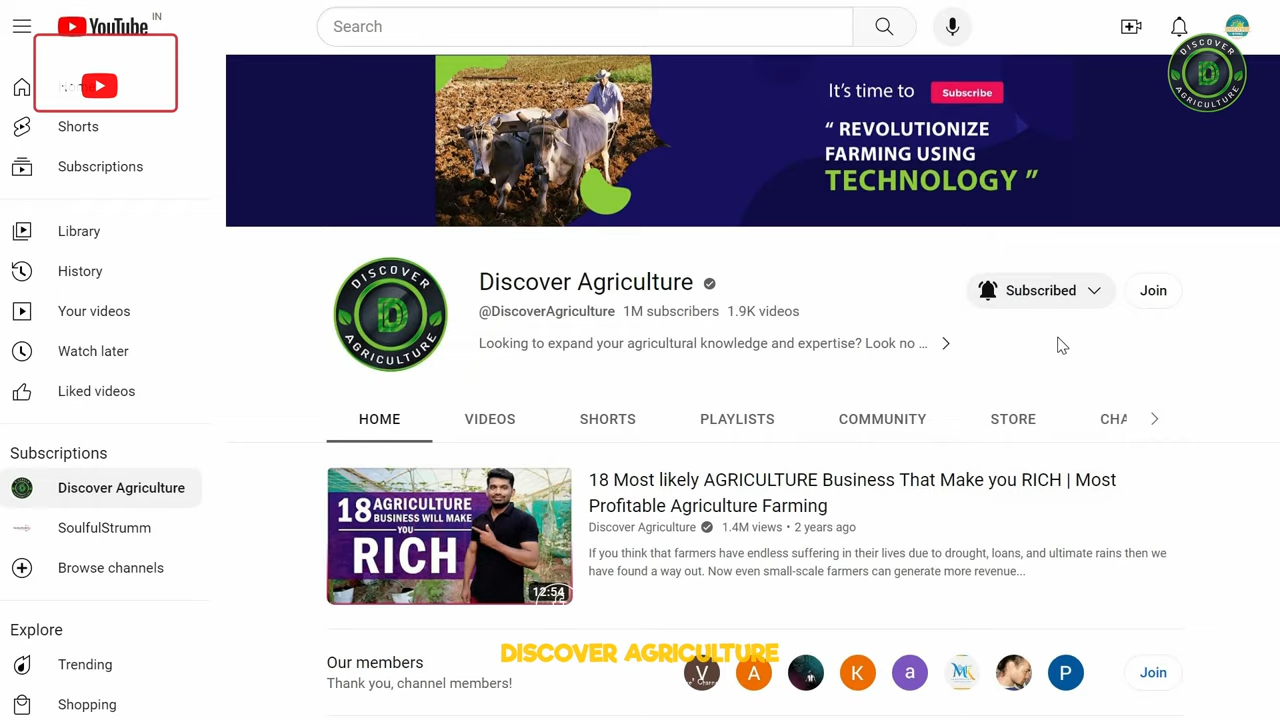 YouTube IN
Search
Shorts
Subscriptions
Library
History
Your videos
Watch later
Liked videos
Subscriptions
Discover Agriculture
SoulfulStrumm
Browse channels
Explore
Trending
Shopping
It's time to Subscribe
“ REVOLUTIONIZE
FARMING USING
TECHNOLOGY ”
DISCOVER
D
AGRICULTURE
DISCOVER
D
AGRICULTURE
Discover Agriculture
@DiscoverAgriculture 1M subscribers 1.9K videos
Looking to expand your agricultural knowledge and expertise? Look no ...
Subscribed
Join
HOME VIDEOS SHORTS PLAYLISTS COMMUNITY STORE CHA
18 AGRICULTURE
BUSINESS WILL MAKE
YOU
RICH
12:54
18 Most likely AGRICULTURE Business That Make you RICH | Most
Profitable Agriculture Farming
Discover Agriculture 1.4M views • 2 years ago
If you think that farmers have endless suffering in their lives due to drought, loans, and ultimate rains then we
have found a way out. Now even small-scale farmers can generate more revenue...
Our members
Thank you, channel members!
DISCOVER AGRICULTURE
V A K a P
Join